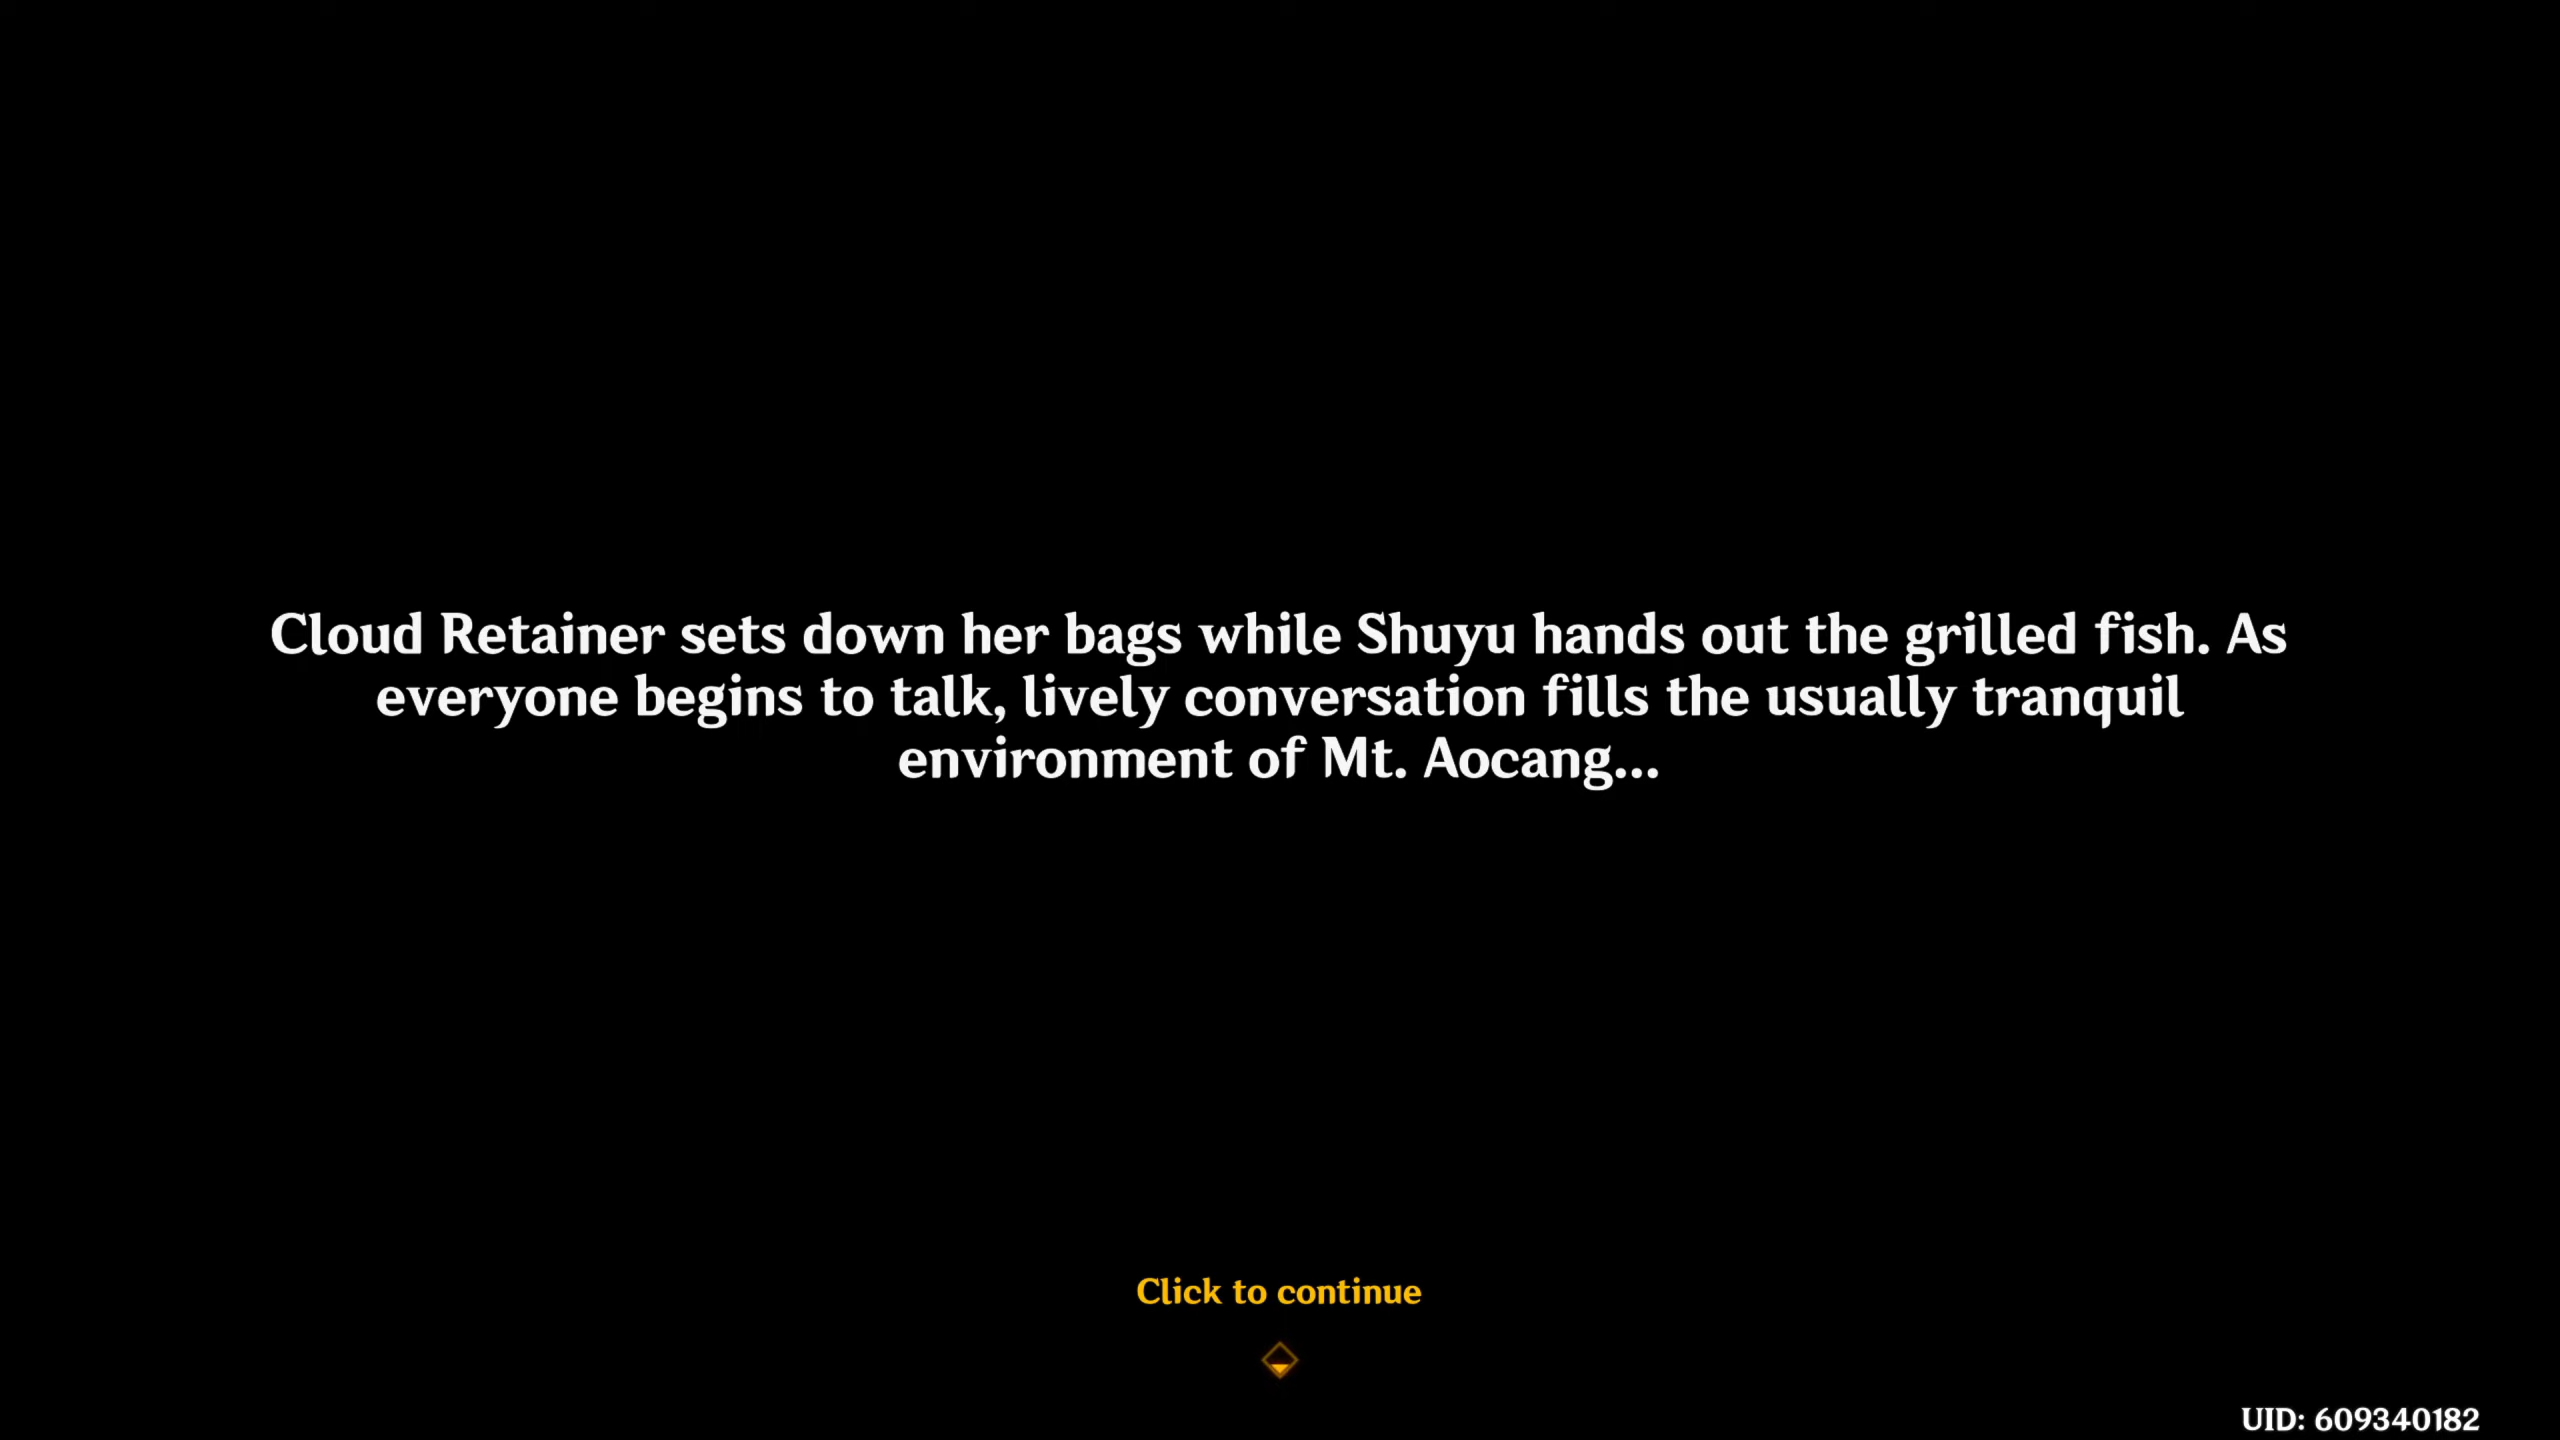 Cloud Retainer sets down her bags while Shuyu hands out the grilled fish. As
everyone begins to talk, lively conversation fills the usually tranquil
environment of Mt. Aocang...
Click to continue
UID: 609340182